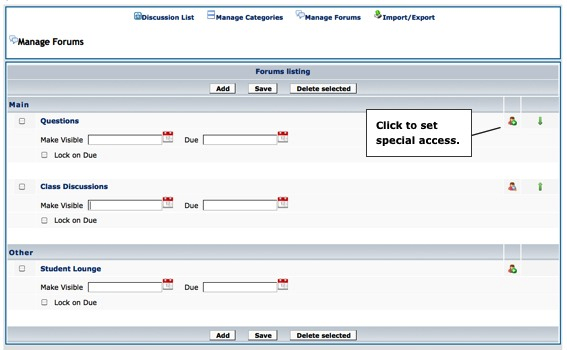 Discussion List Manage Categories Manage Forums Import/Export
Manage Forums
Forums listing
Add Save Delete selected
Main
Questions
Click to set
special access.
Make Visible Due
Lock on Due
Class Discussions
Make Visible Due
Lock on Due
Other
Student Lounge
Make Visible Due
Lock on Due
Add Save Delete selected